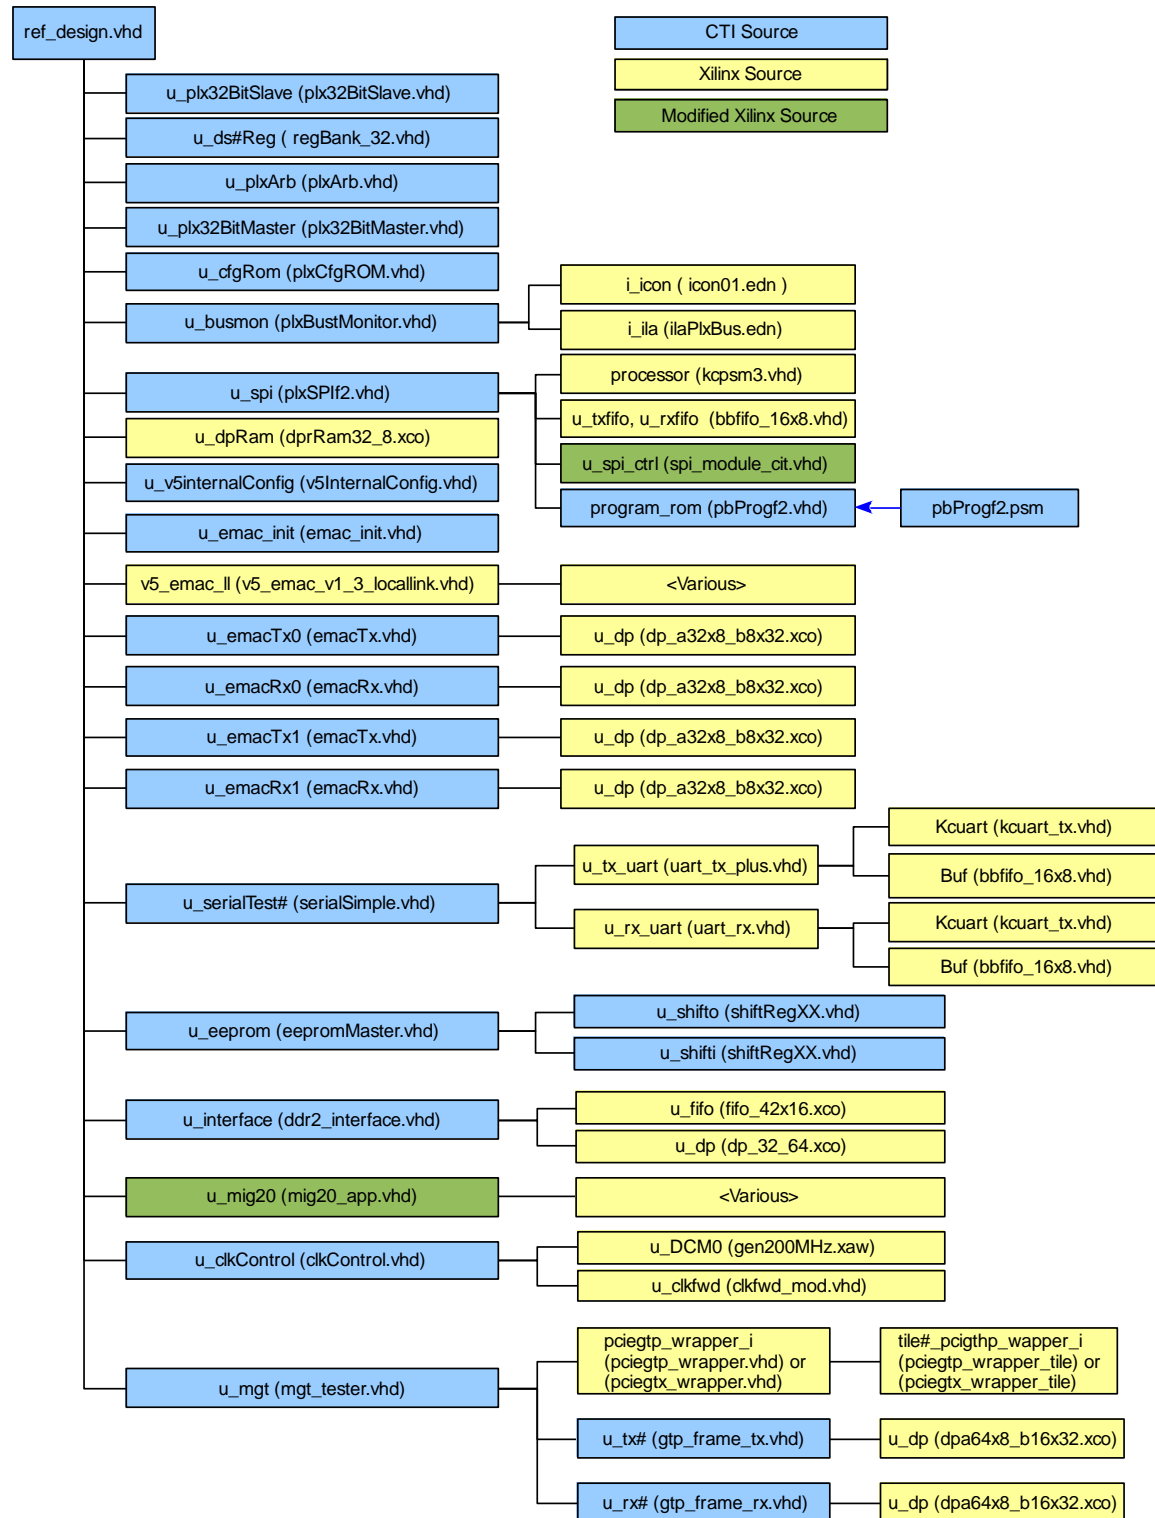 ref_design.vhd
CTI Source
Xilinx Source
Modified Xilinx Source
u_plx32BitSlave (plx32BitSlave.vhd)
u_ds#Reg ( regBank_32.vhd)
u_plxArb (plxArb.vhd)
u_plx32BitMaster (plx32BitMaster.vhd)
u_cfgRom (plxCfgROM.vhd)
u_busmon (plxBustMonitor.vhd)
i_icon ( icon01.edn )
i_ila (ilaPlxBus.edn)
u_spi (plxSPIf2.vhd)
processor (kcpsm3.vhd)
u_txfifo, u_rxfifo (bbfifo_16x8.vhd)
u_spi_ctrl (spi_module_cit.vhd)
program_rom (pbProgf2.vhd)
pbProgf2.psm
u_dpRam (dprRam32_8.xco)
u_v5internalConfig (v5InternalConfig.vhd)
u_emac_init (emac_init.vhd)
v5_emac_ll (v5_emac_v1_3_locallink.vhd)
<Various>
u_emacTx0 (emacTx.vhd)
u_dp (dp_a32x8_b8x32.xco)
u_emacRx0 (emacRx.vhd)
u_dp (dp_a32x8_b8x32.xco)
u_emacTx1 (emacTx.vhd)
u_dp (dp_a32x8_b8x32.xco)
u_emacRx1 (emacRx.vhd)
u_dp (dp_a32x8_b8x32.xco)
u_serialTest# (serialSimple.vhd)
u_tx_uart (uart_tx_plus.vhd)
Kcuart (kcuart_tx.vhd)
Buf (bbfifo_16x8.vhd)
u_rx_uart (uart_rx.vhd)
Kcuart (kcuart_tx.vhd)
Buf (bbfifo_16x8.vhd)
u_eeprom (eepromMaster.vhd)
u_shifto (shiftRegXX.vhd)
u_shifti (shiftRegXX.vhd)
u_interface (ddr2_interface.vhd)
u_fifo (fifo_42x16.xco)
u_dp (dp_32_64.xco)
u_mig20 (mig20_app.vhd)
<Various>
u_clkControl (clkControl.vhd)
u_DCM0 (gen200MHz.xaw)
u_clkfwd (clkfwd_mod.vhd)
u_mgt (mgt_tester.vhd)
pciegtp_wrapper_i
(pciegtp_wrapper.vhd) or
(pciegtx_wrapper.vhd)
tile#_pcigthp_wapper_i
(pciegtp_wrapper_tile) or
(pciegtx_wrapper_tile)
u_tx# (gtp_frame_tx.vhd)
u_dp (dpa64x8_b16x32.xco)
u_rx# (gtp_frame_rx.vhd)
u_dp (dpa64x8_b16x32.xco)